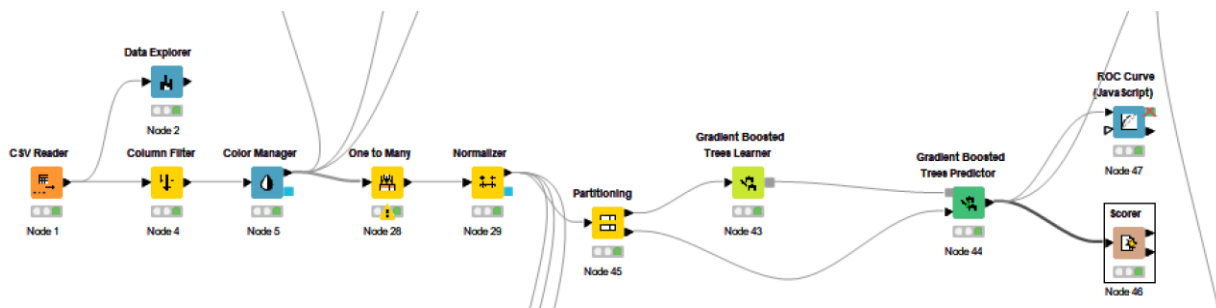 Data Explorer
Node 2
CSV Reader
Node 1
Column Filter
Node 4
Color Manager
Node 5
One to Many
Node 28
Normalizer
Node 29
Partitioning
Node 45
Gradient Boosted
Trees Learner
Node 43
Gradient Boosted
Trees Predictor
Node 44
ROC Curve
(JavaScript)
Node 47
Scorer
Node 46